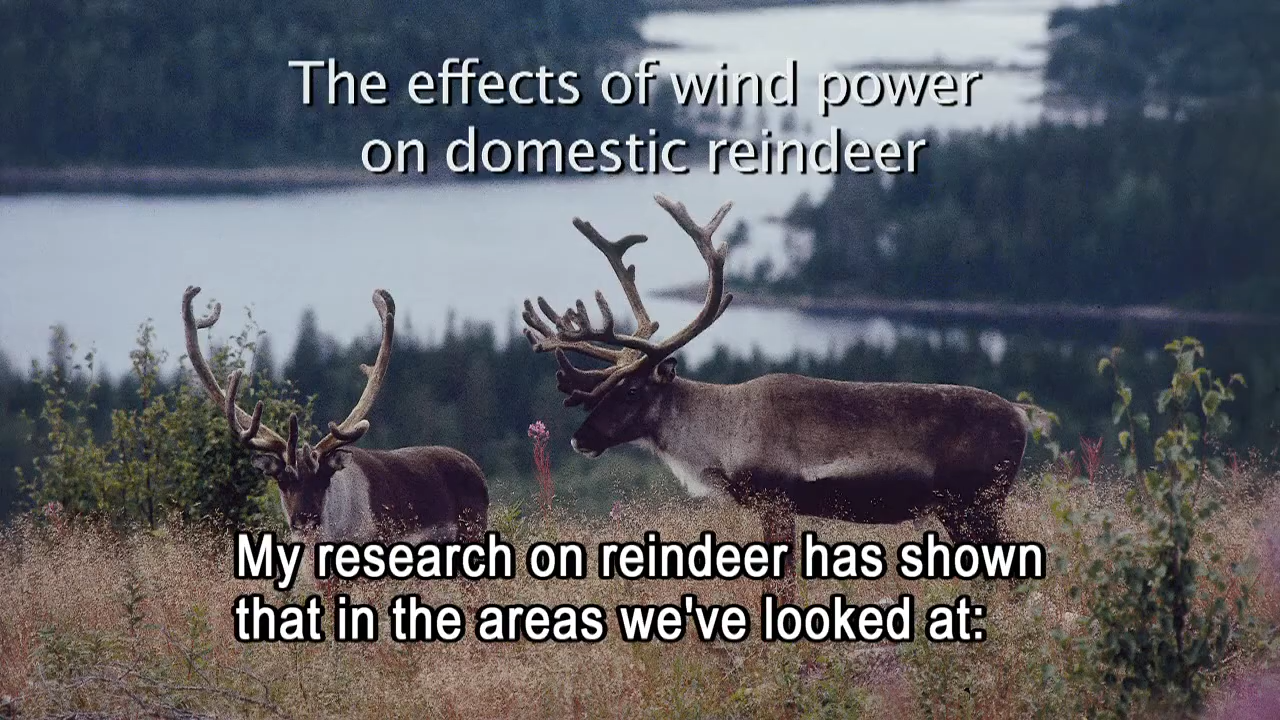 The effects of wind power
on domestic reindeer
My research on reindeer has shown
that in the areas we've looked at: